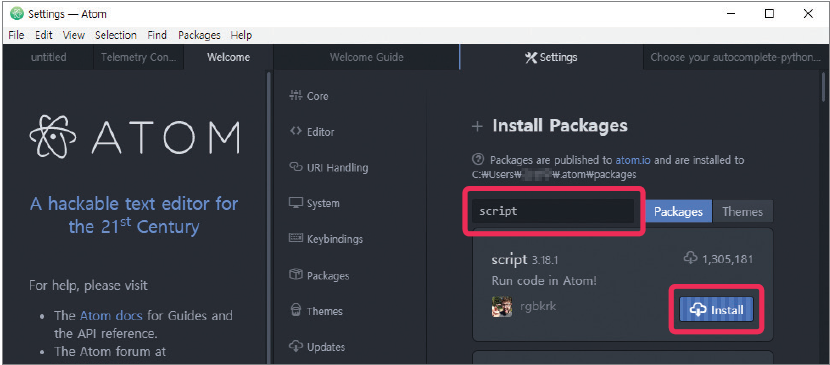 Settings — Atom
File Edit View Selection Find Packages Help
untitled
Telemetry Con...
Welcome
Welcome Guide
Settings
Choose your autocomplete-python...
ATOM
A hackable text editor for
the 21st Century
For help, please visit
• The Atom docs for Guides and
the API reference.
• The Atom forum at
Core
Editor
URI Handling
System
Keybindings
Packages
Themes
Updates
+ Install Packages
Packages are published to atom.io and are installed to
C:₩Users₩ ₩.atom₩packages
script
Packages
Themes
script 3.18.1
1,305,181
Run code in Atom!
rgbkrk
Install